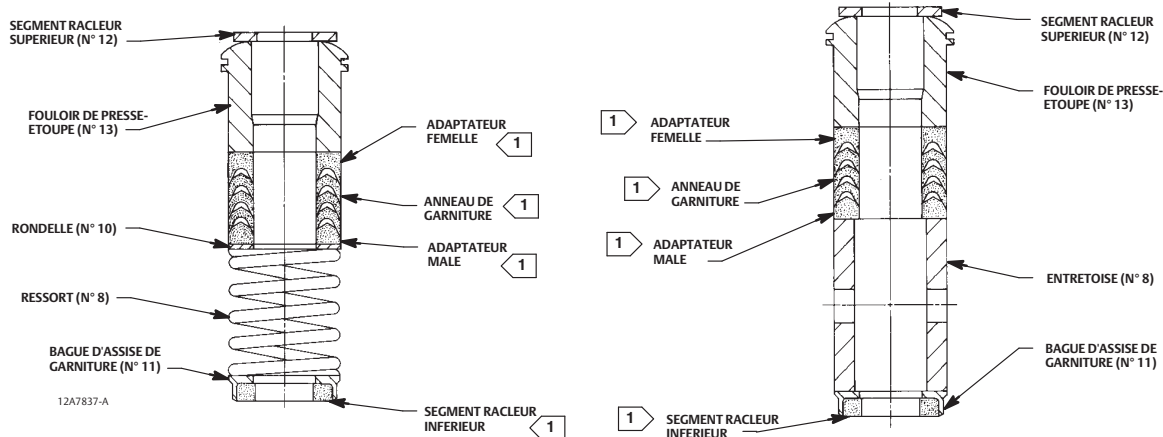 SEGMENT RACLEUR
SUPERIEUR (N° 12)
FOULOIR DE PRESSE-
ETOUPE (N° 13)
ADAPTATEUR
FEMELLE
1
ANNEAU DE
GARNITURE
1
RONDELLE (N° 10)
ADAPTATEUR
MALE
1
RESSORT (N° 8)
BAGUE D'ASSISE DE
GARNITURE (N° 11)
12A7837-A
SEGMENT RACLEUR
INFERIEUR
1
SEGMENT RACLEUR
SUPERIEUR (N° 12)
FOULOIR DE PRESSE-
ETOUPE (N° 13)
1
ADAPTATEUR
FEMELLE
1
ANNEAU DE
GARNITURE
1
ADAPTATEUR
MALE
ENTRETOISE (N° 8)
BAGUE D'ASSISE DE
GARNITURE (N° 11)
1
SEGMENT RACLEUR
INFERIEUR